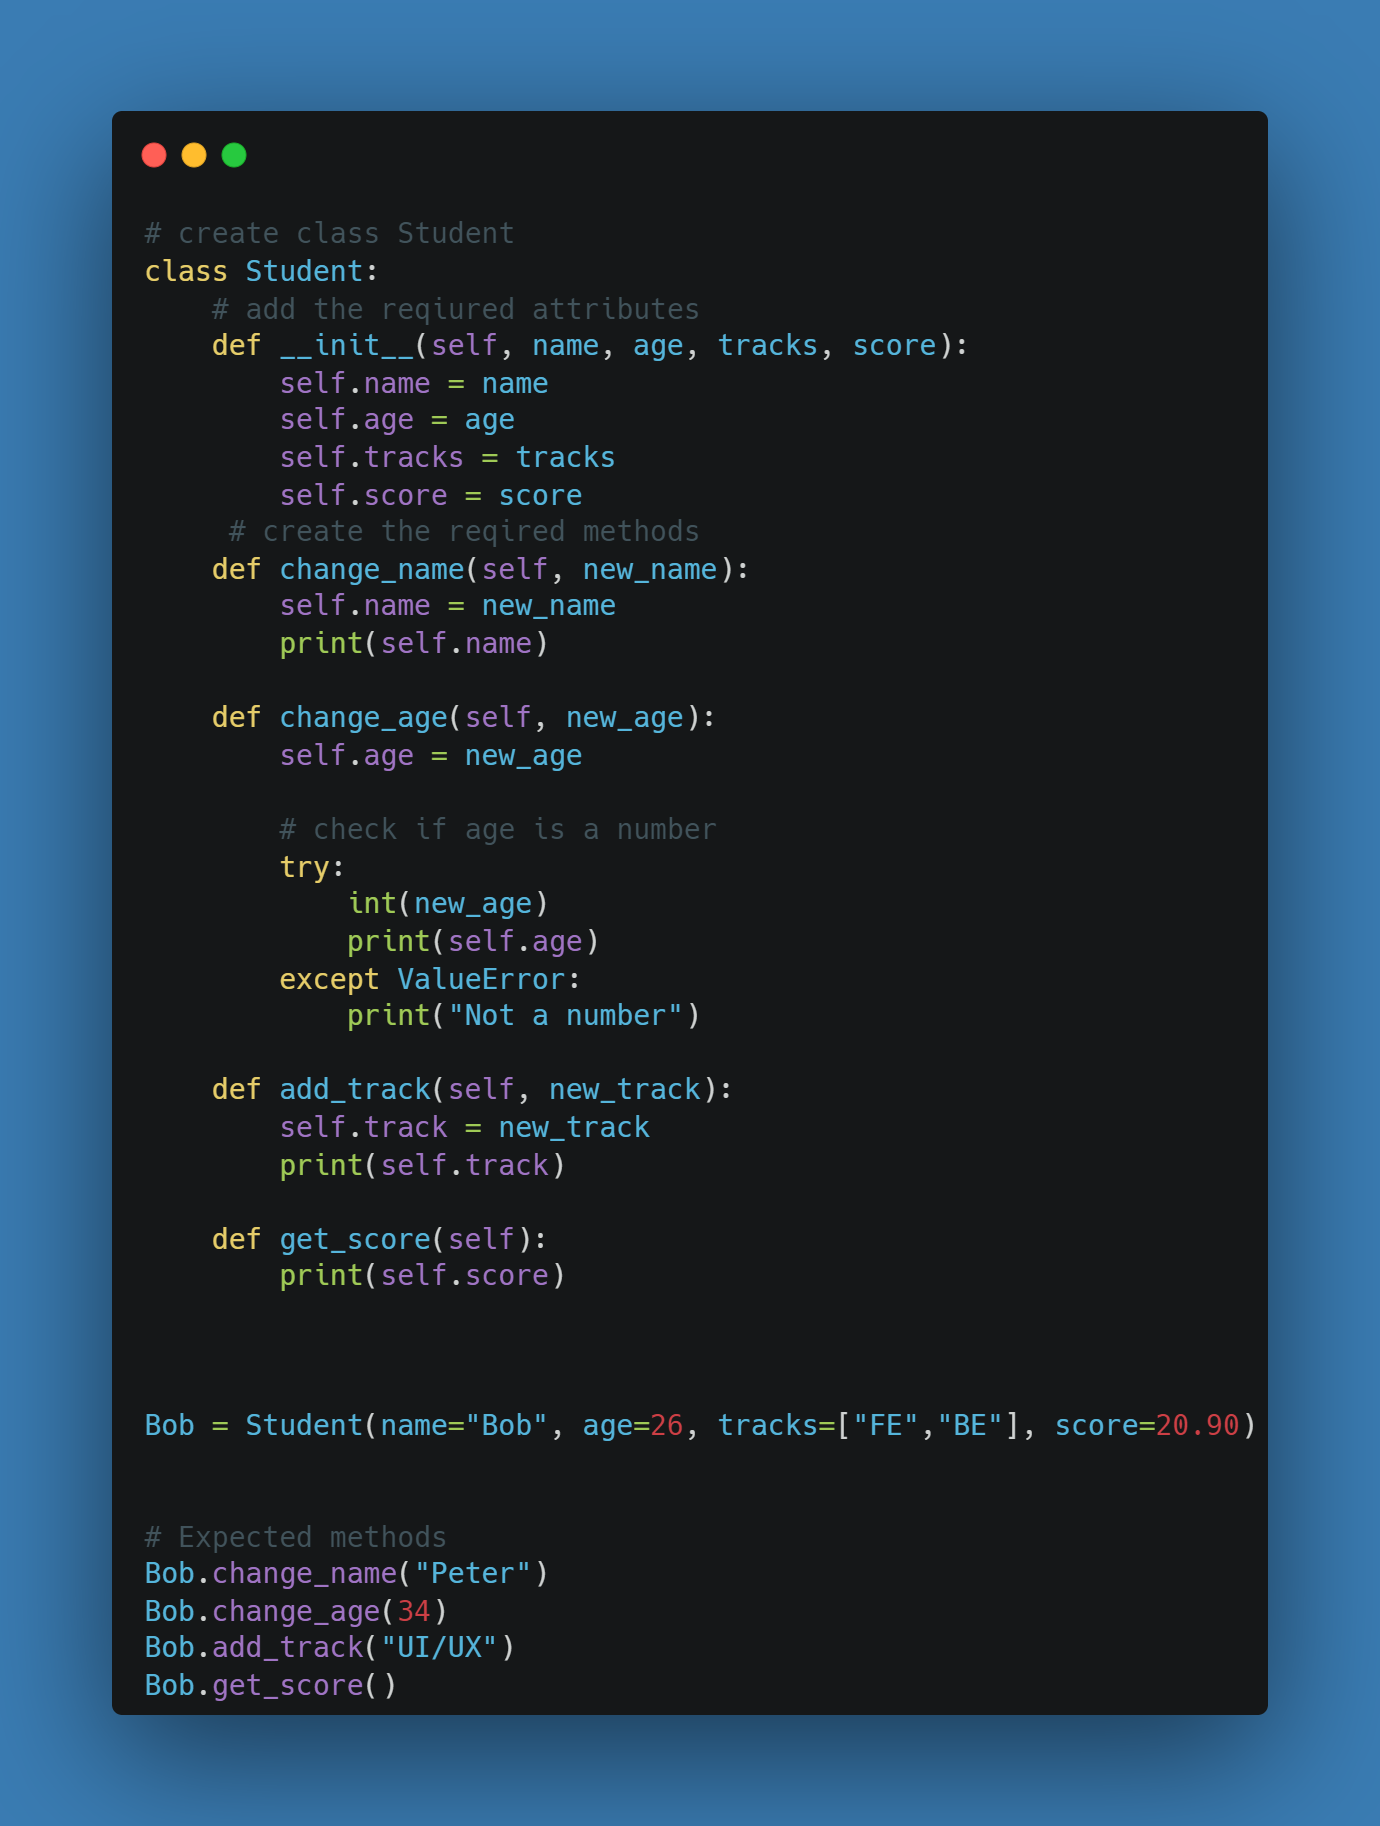 # create class Student
class Student:
    # add the reqiured attributes
    def __init__(self, name, age, tracks, score):
        self.name = name
        self.age = age
        self.tracks = tracks
        self.score = score
     # create the reqired methods
    def change_name(self, new_name):
        self.name = new_name
        print(self.name)

    def change_age(self, new_age):
        self.age = new_age

        # check if age is a number
        try:
            int(new_age)
            print(self.age)
        except ValueError:
            print("Not a number")

    def add_track(self, new_track):
        self.track = new_track
        print(self.track)

    def get_score(self):
        print(self.score)

Bob = Student(name="Bob", age=26, tracks=["FE","BE"], score=20.90)

# Expected methods
Bob.change_name("Peter")
Bob.change_age(34)
Bob.add_track("UI/UX")
Bob.get_score()